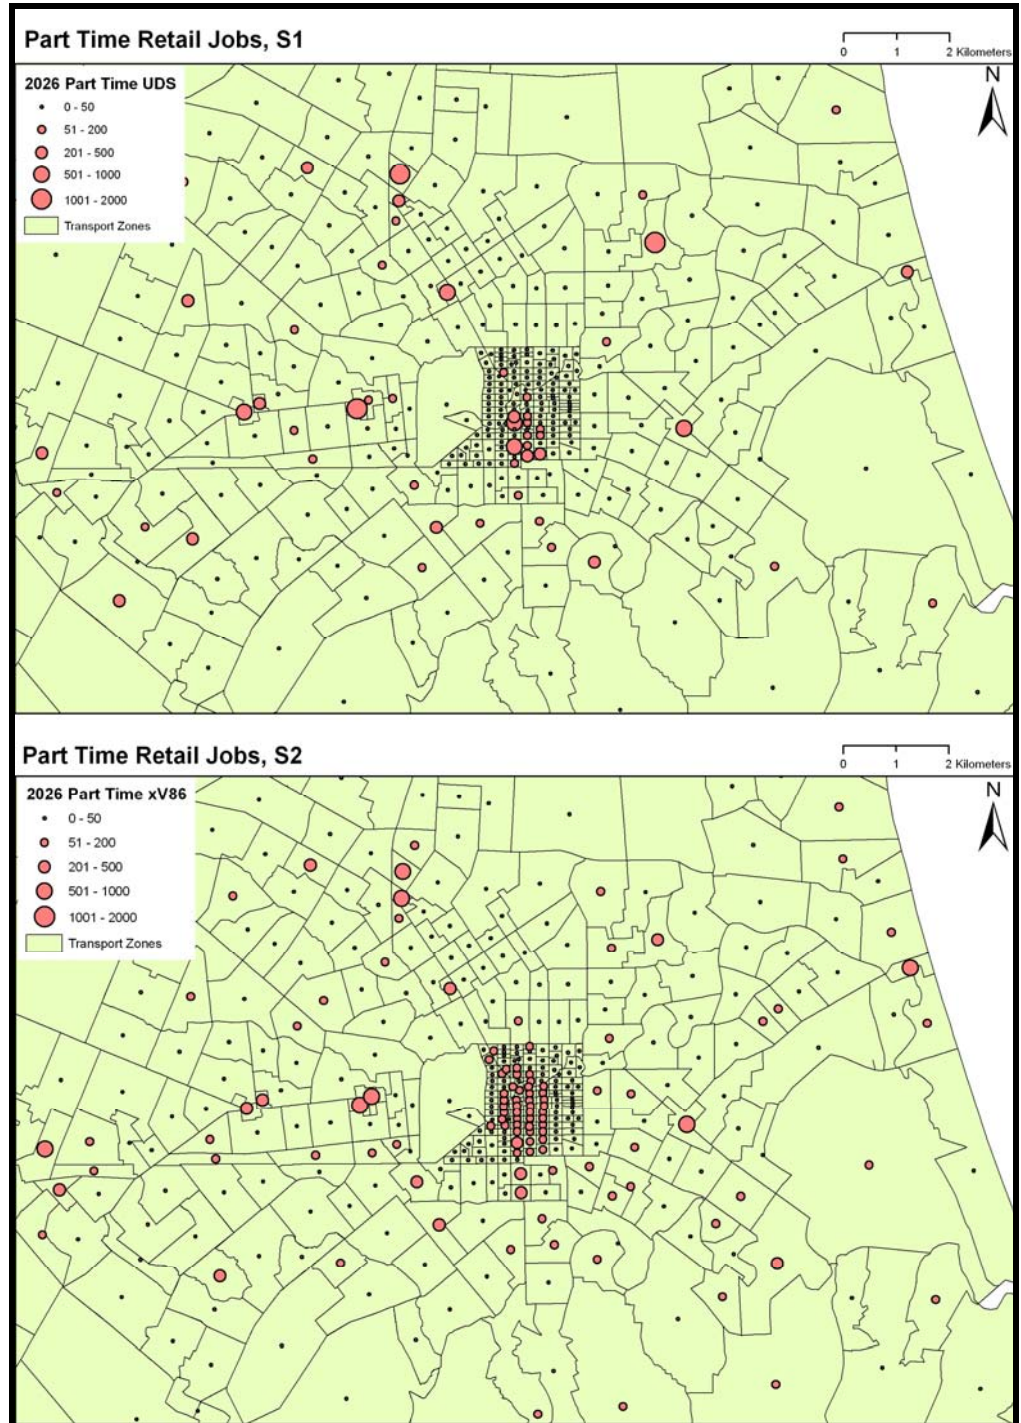 Part Time Retail Jobs, S1
0 1 2 Kilometers
2026 Part Time UDS
0 - 50
51 - 200
201 - 500
501 - 1000
1001 - 2000
Transport Zones
N
Part Time Retail Jobs, S2
0 1 2 Kilometers
2026 Part Time xV86
0 - 50
51 - 200
201 - 500
501 - 1000
1001 - 2000
Transport Zones
N